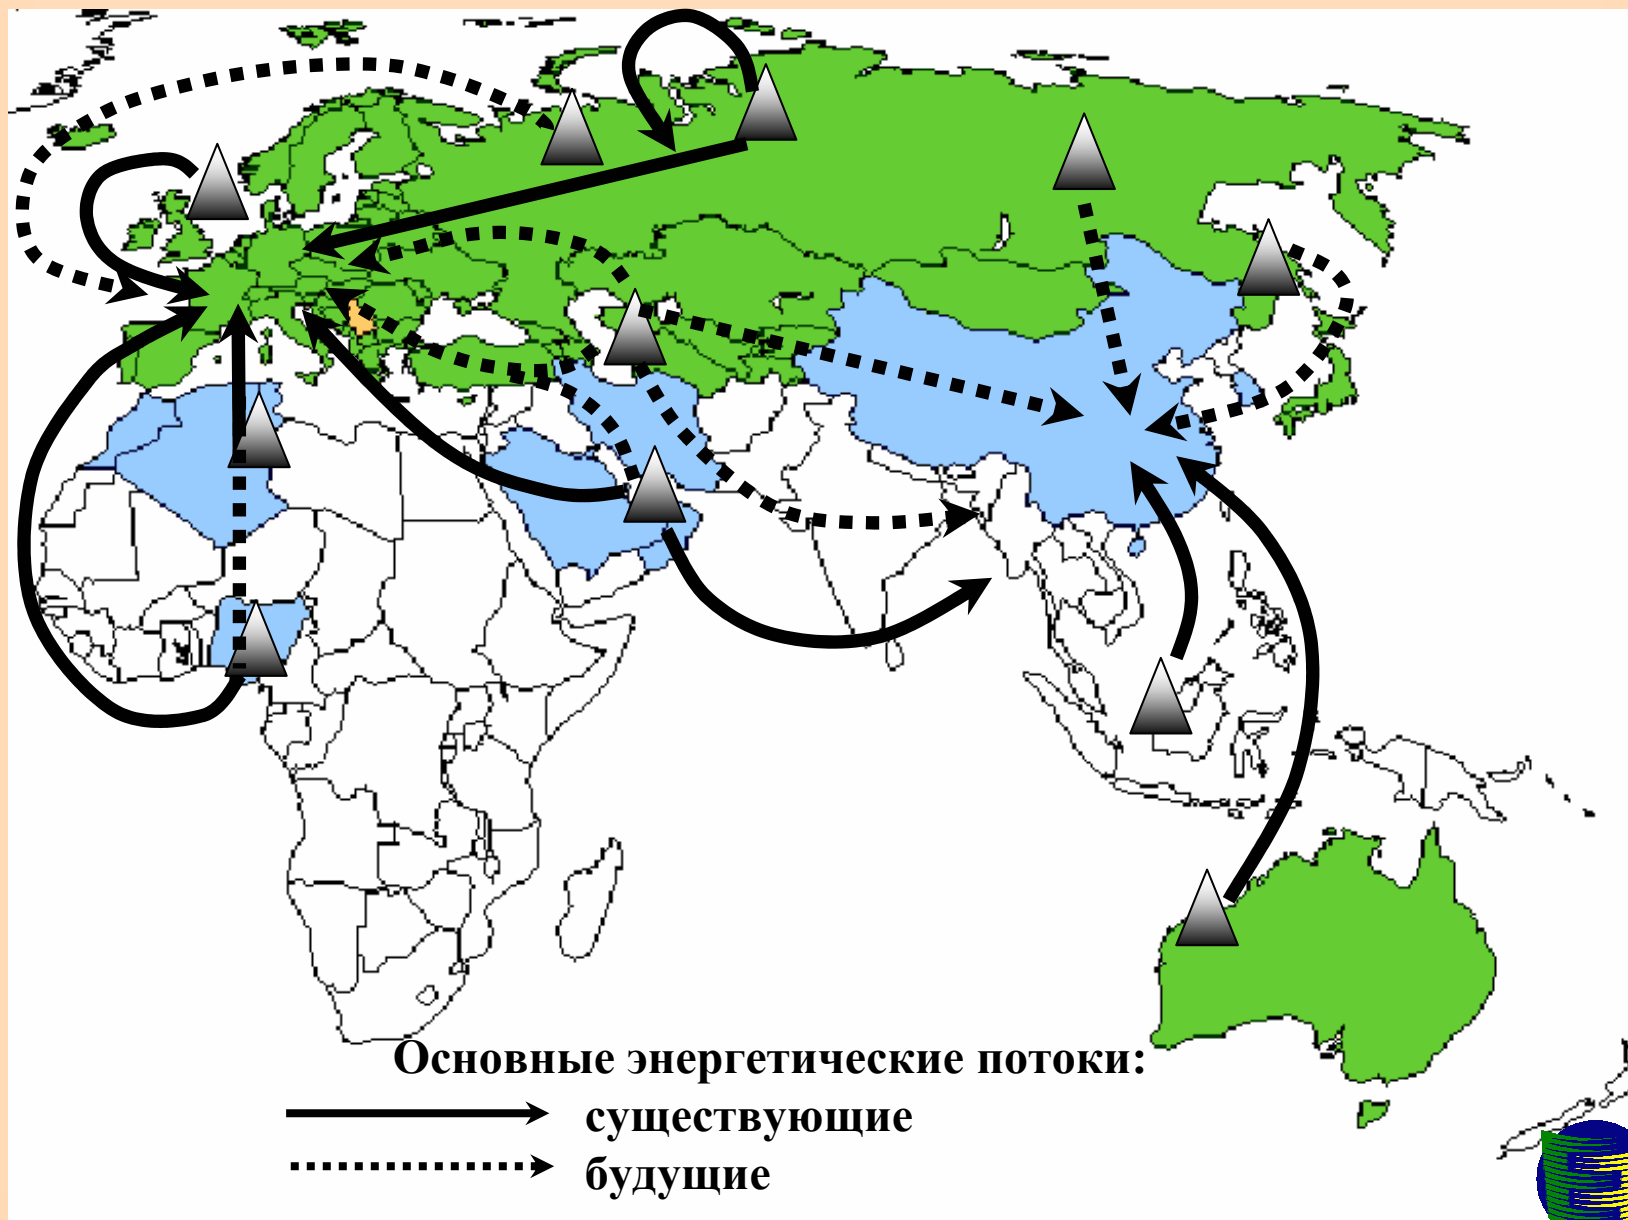 Основные энергетические потоки:
существующие
будущие